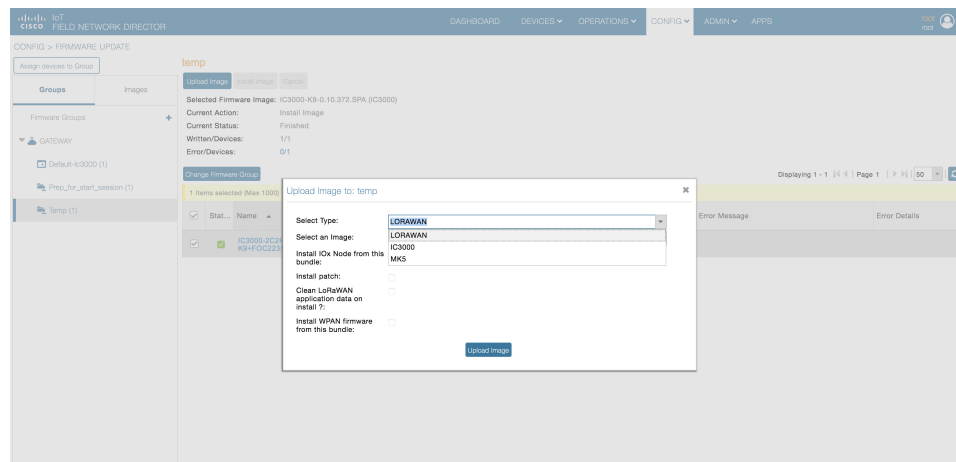 cisco IoT
FIELD NETWORK DIRECTOR
DASHBOARD DEVICES OPERATIONS CONFIG ADMIN APPS
root
root
CONFIG > FIRMWARE UPDATE
Assign devices to Group
Groups Images
Firmware Groups +
GATEWAY
Default-Ic3000 (1)
Prep_for_start_session (1)
Temp (1)
temp
Upload Image Install Image Cancel
Selected Firmware Image: IC3000-K9-0.10.372.SPA (IC3000)
Current Action: Install Image
Current Status: Finished
Written/Devices: 1/1
Error/Devices: 0/1
Change Firmware Group
Displaying 1 - 1 Page 1 50
1 Items selected (Max 1000)
Stat... Name Error Message Error Details
IC3000-2C2F
Upload Image to: temp
Select Type: LORAWAN
LORAWAN
Select an Image:
IC3000
Install IOx Node from this
bundle:
MK5
Install patch:
Clean LoRaWAN
application data on
install ?:
Install WPAN firmware
from this bundle:
Upload Image